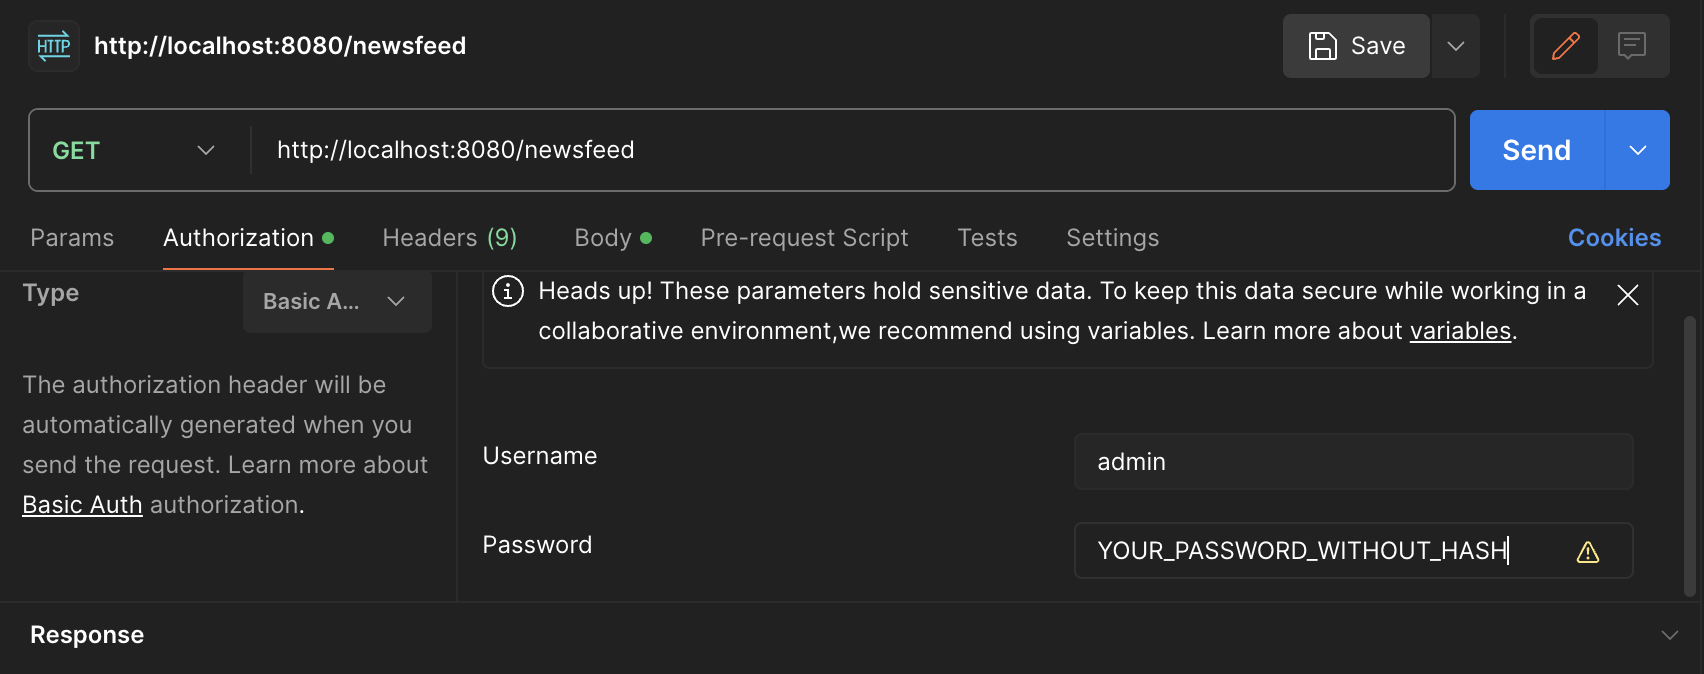 HTTP http://localhost:8080/newsfeed Save
GET http://localhost:8080/newsfeed Send
Params Authorization Headers (9) Body Pre-request Script Tests Settings Cookies
Type Basic A...
The authorization header will be
automatically generated when you
send the request. Learn more about
Basic Auth authorization.
Heads up! These parameters hold sensitive data. To keep this data secure while working in a
collaborative environment,we recommend using variables. Learn more about variables.
Username admin
Password YOUR_PASSWORD_WITHOUT_HASH
Response